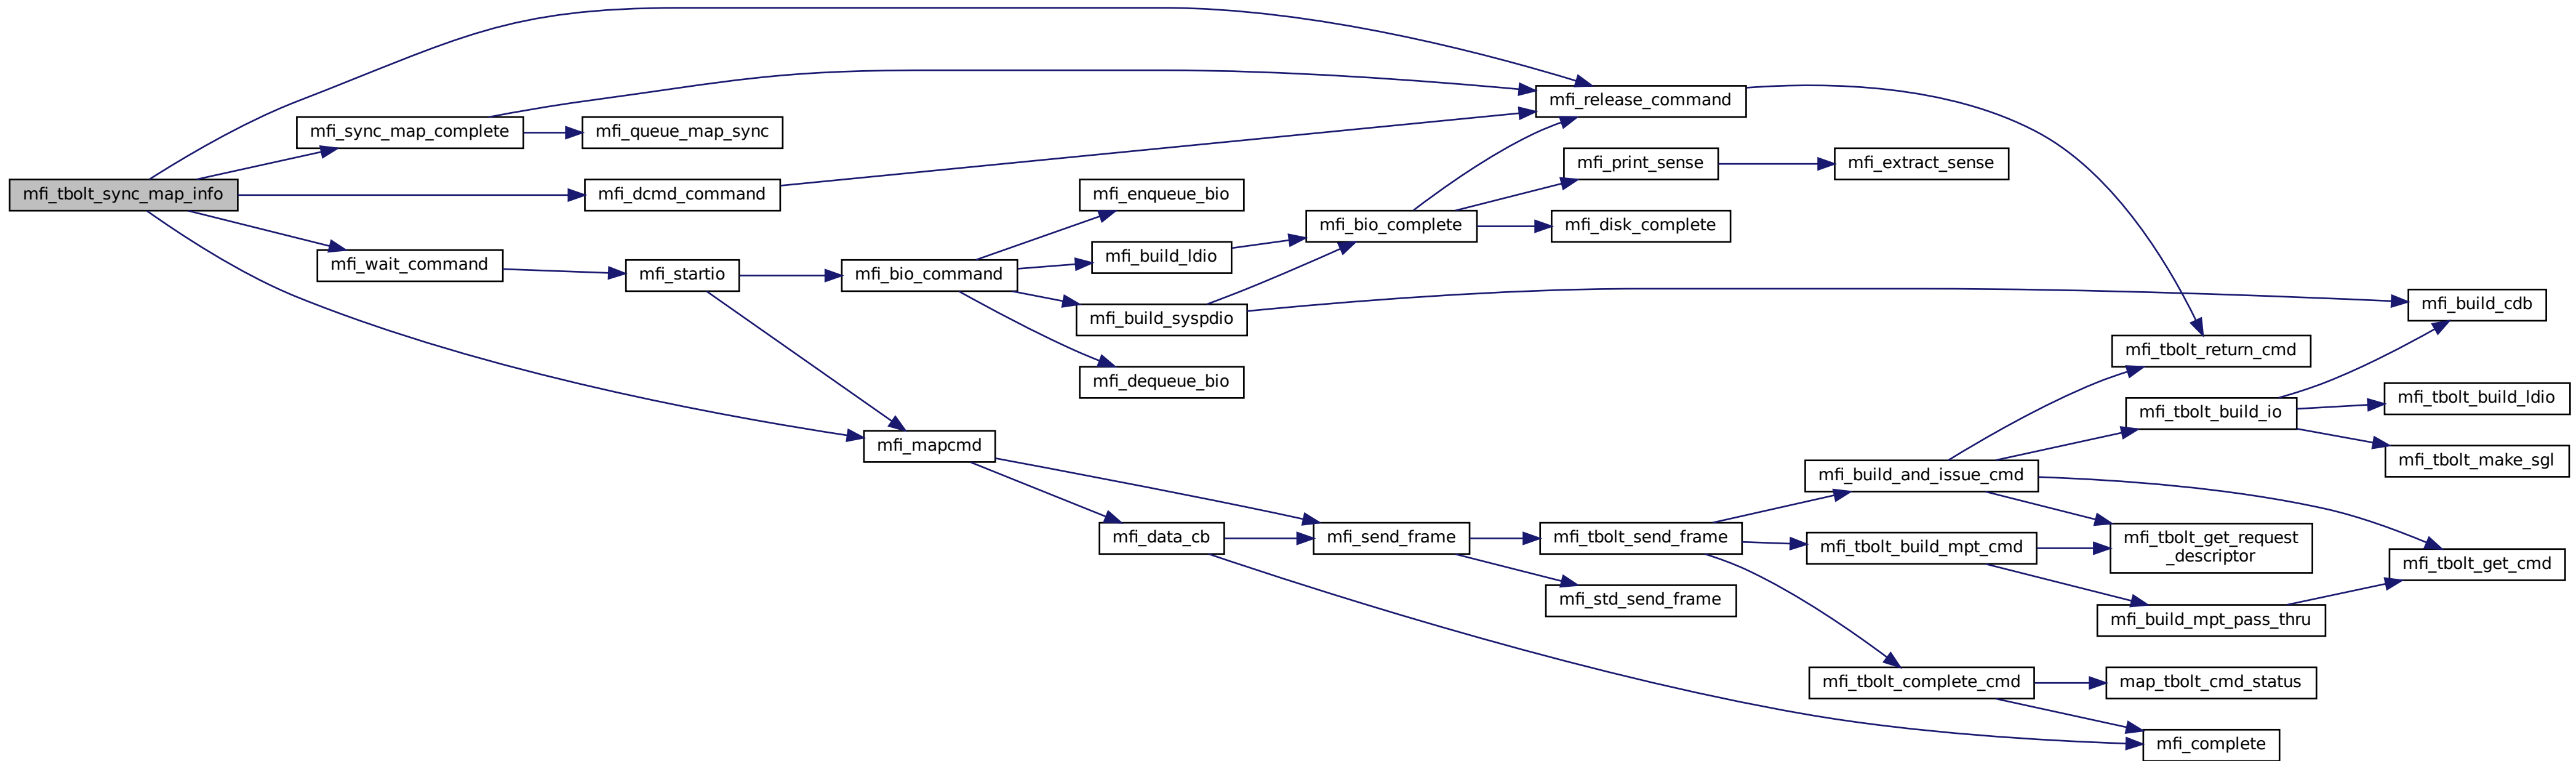 mfi_tbolt_sync_map_info
mfi_sync_map_complete
mfi_queue_map_sync
mfi_dcmd_command
mfi_wait_command
mfi_startio
mfi_bio_command
mfi_enqueue_bio
mfi_build_ldio
mfi_build_syspdio
mfi_dequeue_bio
mfi_mapcmd
mfi_data_cb
mfi_bio_complete
mfi_release_command
mfi_print_sense
mfi_extract_sense
mfi_disk_complete
mfi_send_frame
mfi_tbolt_send_frame
mfi_std_send_frame
mfi_build_and_issue_cmd
mfi_tbolt_build_mpt_cmd
mfi_tbolt_complete_cmd
mfi_tbolt_return_cmd
mfi_tbolt_build_io
mfi_tbolt_get_request
_descriptor
mfi_build_mpt_pass_thru
map_tbolt_cmd_status
mfi_complete
mfi_build_cdb
mfi_tbolt_build_ldio
mfi_tbolt_make_sgl
mfi_tbolt_get_cmd